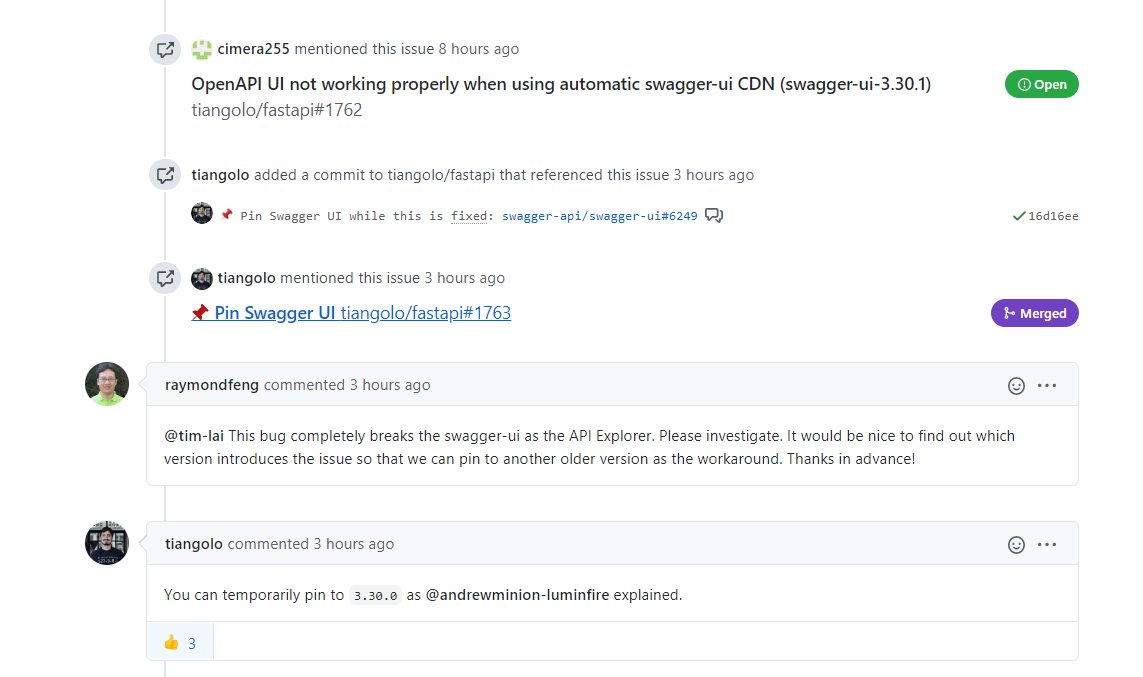 cimera255 mentioned this issue 8 hours ago
OpenAPI UI not working properly when using automatic swagger-ui CDN (swagger-ui-3.30.1)
Open
tiangolo/fastapi#1762
tiangolo added a commit to tiangolo/fastapi that referenced this issue 3 hours ago
📌 Pin Swagger UI while this is fixed: swagger-api/swagger-ui#6249
16d16ee
tiangolo mentioned this issue 3 hours ago
📌 Pin Swagger UI tiangolo/fastapi#1763
Merged
raymondfeng commented 3 hours ago
@tim-lai This bug completely breaks the swagger-ui as the API Explorer. Please investigate. It would be nice to find out which
version introduces the issue so that we can pin to another older version as the workaround. Thanks in advance!
tiangolo commented 3 hours ago
You can temporarily pin to 3.30.0 as @andrewminion-luminfire explained.
👍 3